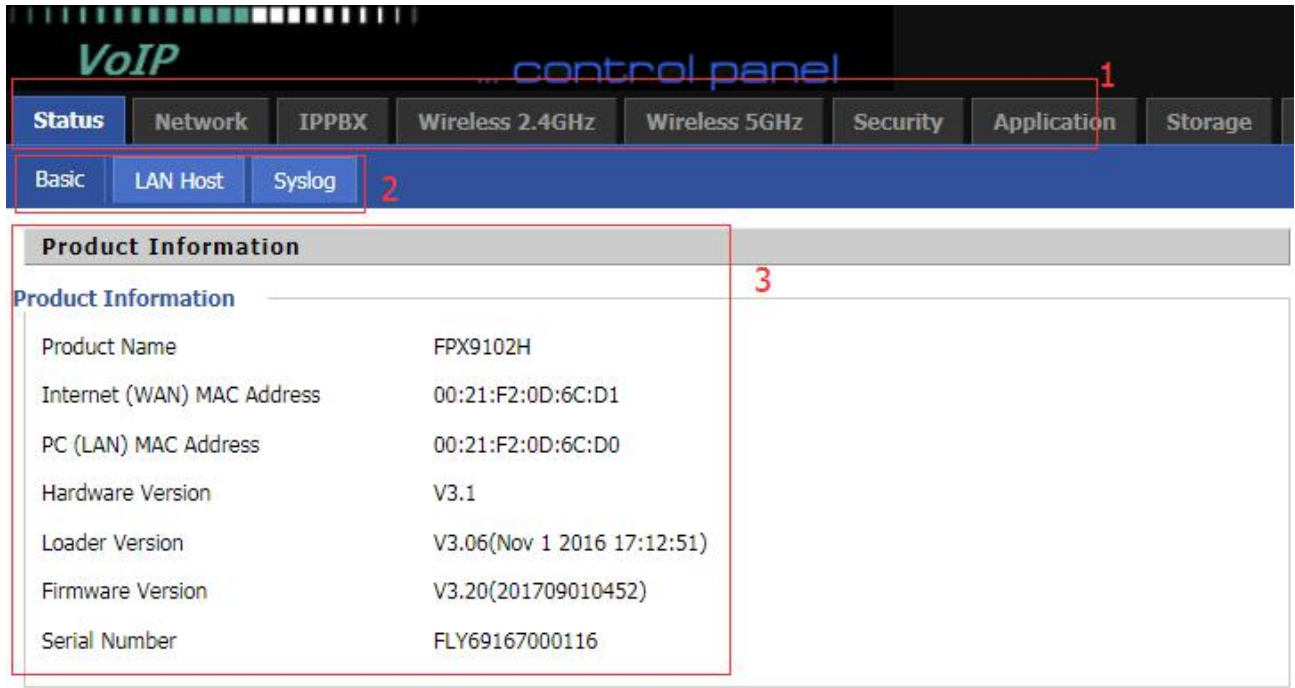 VoIP
... control panel
1
Status Network IPPBX Wireless 2.4GHz Wireless 5GHz Security Application Storage
Basic LAN Host Syslog 2
Product Information
3
Product Information
Product Name FPX9102H
Internet (WAN) MAC Address 00:21:F2:0D:6C:D1
PC (LAN) MAC Address 00:21:F2:0D:6C:D0
Hardware Version V3.1
Loader Version V3.06(Nov 1 2016 17:12:51)
Firmware Version V3.20(201709010452)
Serial Number FLY69167000116